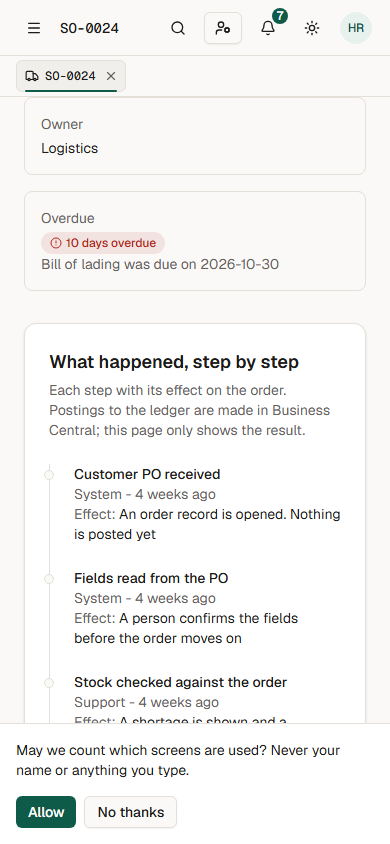 SO-0024
7
HR
SO-0024
Owner
Logistics
Overdue
10 days overdue
Bill of lading was due on 2026-10-30
What happened, step by step
Each step with its effect on the order.
Postings to the ledger are made in Business
Central; this page only shows the result.
Customer PO received
System - 4 weeks ago
Effect: An order record is opened. Nothing
is posted yet
Fields read from the PO
System - 4 weeks ago
Effect: A person confirms the fields
before the order moves on
Stock checked against the order
Support - 4 weeks ago
Effect: A shortage is shown and a
May we count which screens are used? Never your
name or anything you type.
Allow
No thanks